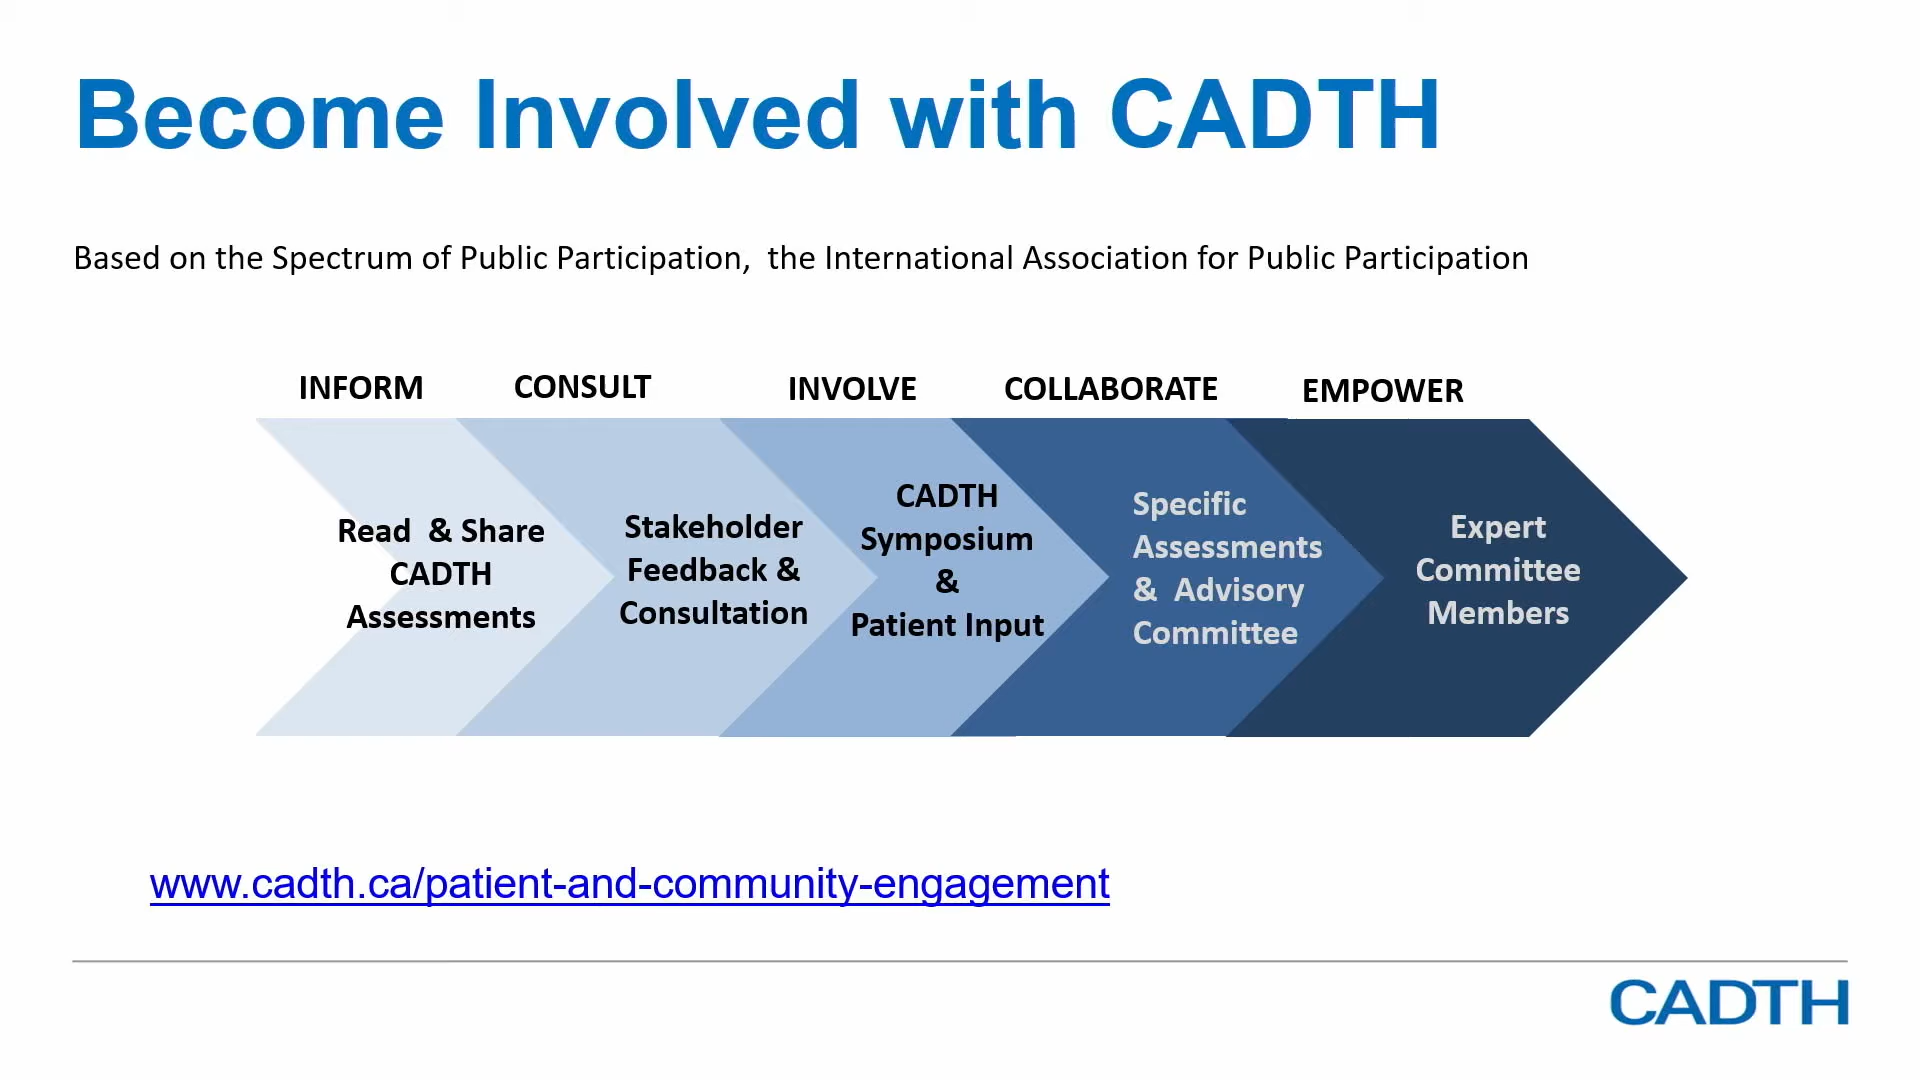 Become Involved with CADTH
Based on the Spectrum of Public Participation,  the International Association for Public Participation
INFORM
CONSULT
INVOLVE
COLLABORATE
EMPOWER
Read  & Share
CADTH
Assessments
Stakeholder
Feedback &
Consultation
CADTH
Symposium
&
Patient Input
Specific
Assessments
&  Advisory
Committee
Expert
Committee
Members
www.cadth.ca/patient-and-community-engagement
CADTH